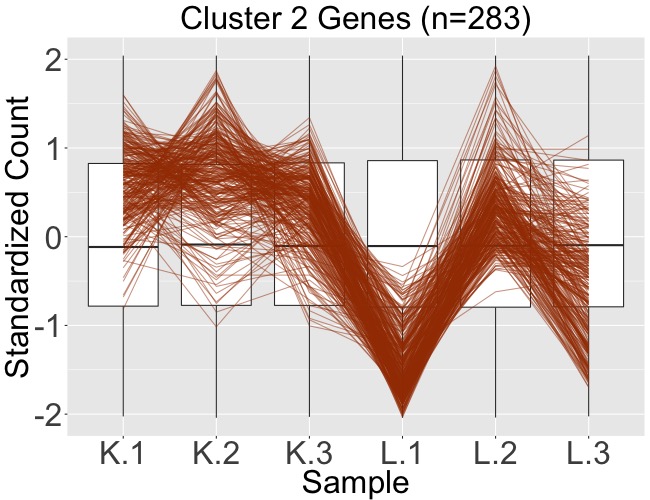 Cluster 2 Genes (n=283)
Standardized Count
2
1
0
-1
-2
K.1 K.2 K.3 L.1 L.2 L.3
Sample